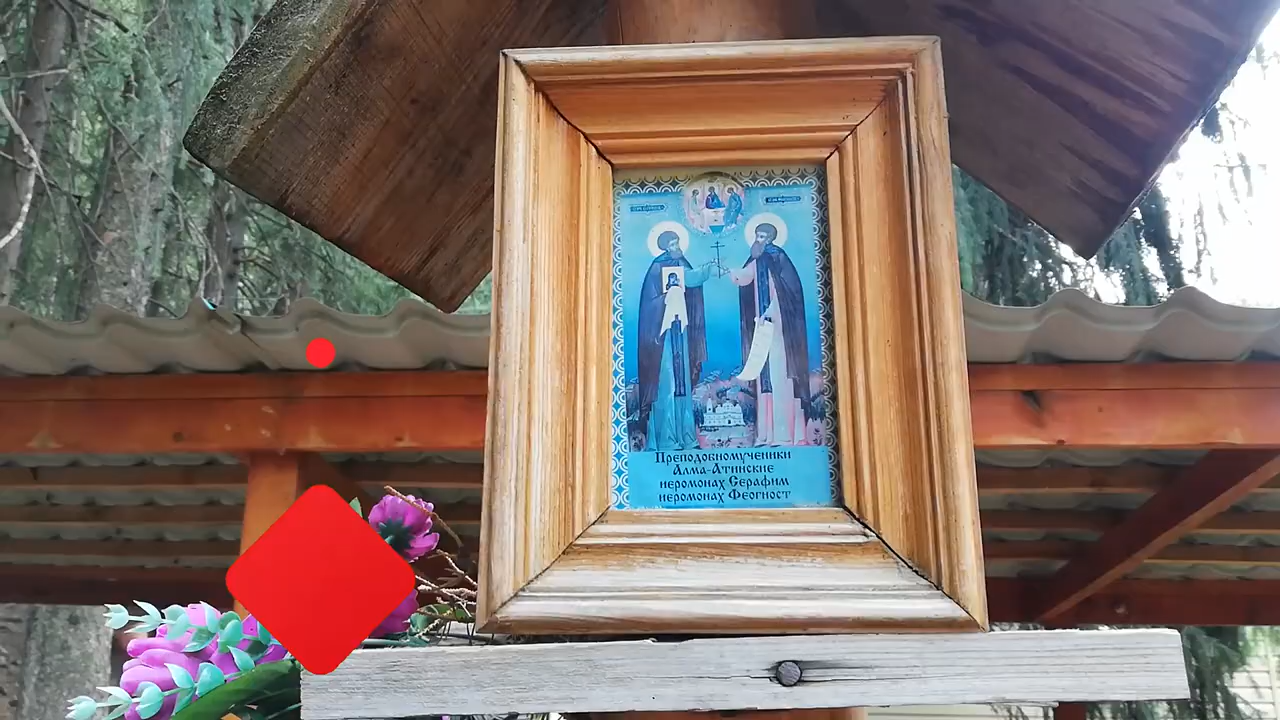 Преподобномученики
Алма-Атинские
иеромонах Серафим
иеромонах Феогност